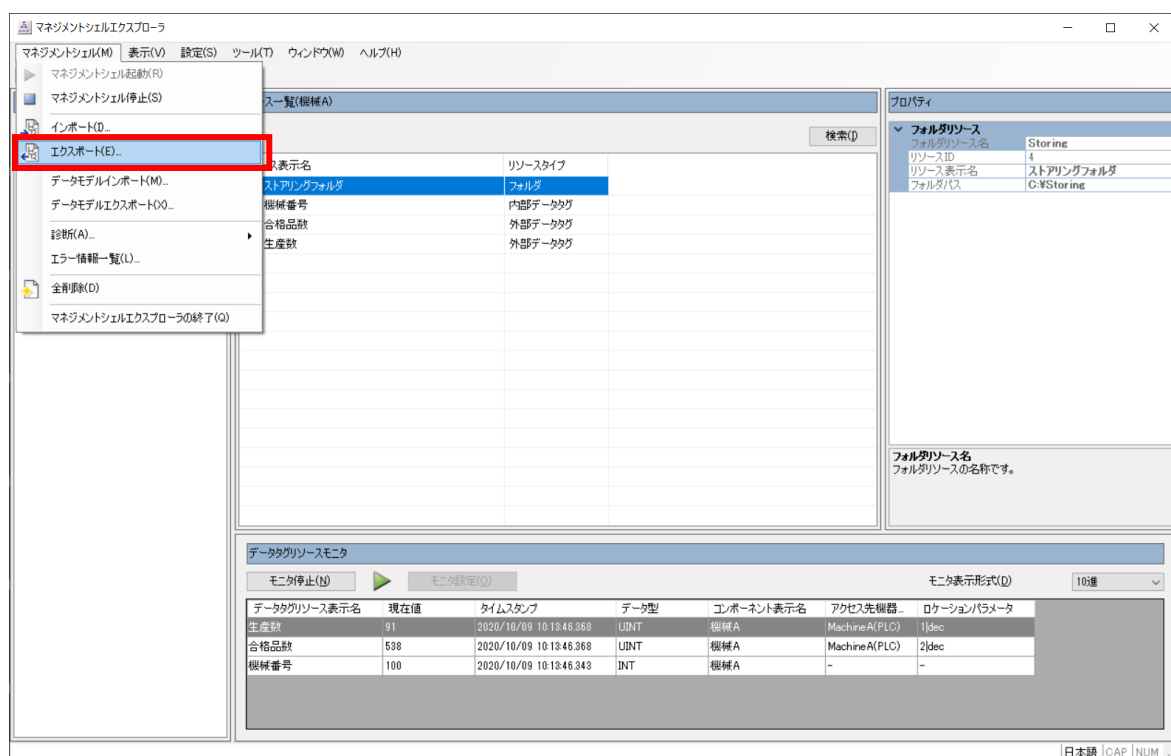 マネジメントシェルエクスプローラ
マネジメントシェル(M) 表示(V) 設定(S) ツール(T) ウィンドウ(W) ヘルプ(H)
マネジメントシェル起動(R)
マネジメントシェル停止(S)
インポート(I)...
エクスポート(E)...
データモデルインポート(M)...
データモデルエクスポート(X)...
診断(A)...
エラー情報一覧(L)...
全削除(D)
マネジメントシェルエクスプローラの終了(Q)
ース一覧(機械A)
検索(I)
ス表示名 リソースタイプ
ストアリングフォルダ フォルダ
機械番号 内部データタグ
合格品数 外部データタグ
生産数 外部データタグ
プロパティ
フォルダリソース
フォルダリソース名 Storing
リソースID 4
リソース表示名 ストアリングフォルダ
フォルダパス C:¥Storing
フォルダリソース名
フォルダリソースの名称です。
データタグリソースモニタ
モニタ停止(N) モニタ設定(O) モニタ表示形式(D) 10進
データタグリソース表示名 現在値 タイムスタンプ データ型 コンポーネント表示名 アクセス先機器... ロケーションパラメータ
生産数 91 2020/10/09 10:13:46.368 UINT 機械A MachineA(PLC) 1|dec
合格品数 538 2020/10/09 10:13:46.368 UINT 機械A MachineA(PLC) 2|dec
機械番号 100 2020/10/09 10:13:46.343 INT 機械A - -
日本語 CAP NUM